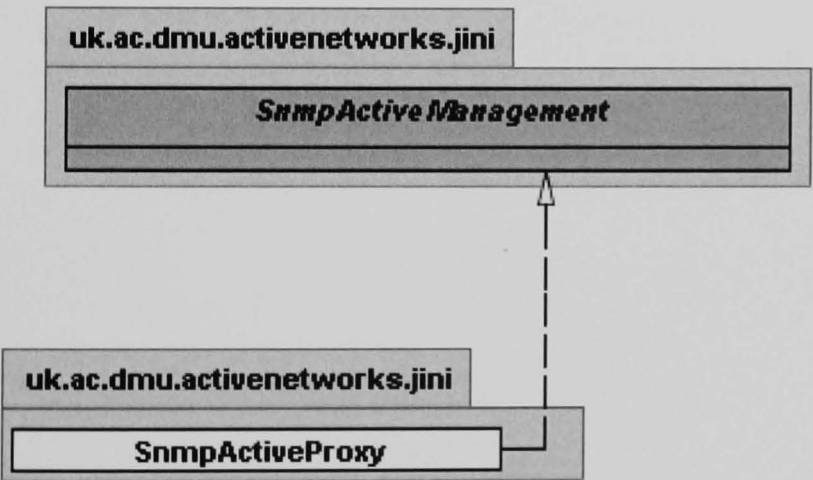 uk.ac.dmu.activenetworks.jini
SnmpActiveManagement
uk.ac.dmu.activenetworks.jini
SnmpActiveProxy